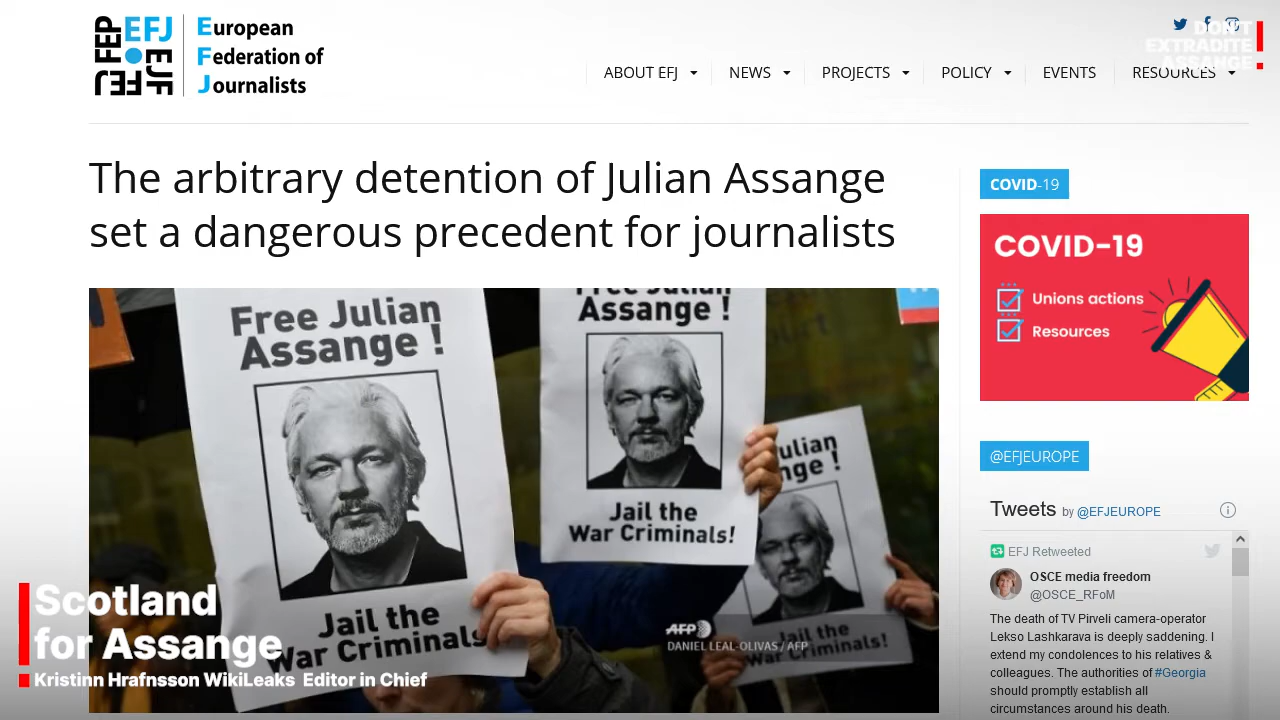 FEP
EFJ
EJF
FEJ
European
Federation of
Journalists
DON'T
EXTRADITE
ASSANGE
ABOUT EFJ
NEWS
PROJECTS
POLICY
EVENTS
RESOURCES
The arbitrary detention of Julian Assange
set a dangerous precedent for journalists
Free Julian
Assange !
Jail the
War Criminals
Free Julian
Assange !
Jail the
War Criminals!
ulian
nge !
Jail the
War Criminals!
AFP
DANIEL LEAL-OLIVAS / AFP
COVID-19
COVID-19
Unions actions
Resources
@EFJEUROPE
Tweets by @EFJEUROPE
EFJ Retweeted
OSCE media freedom
@OSCE_RFoM
The death of TV Pirveli camera-operator
Lekso Lashkarava is deeply shocking. I
extend my condolences to his relatives &
colleagues. The authorities of #Georgia
should promptly establish all
circumstances around his death.
Scotland
for Assange
Kristinn Hrafnsson WikiLeaks Editor in Chief